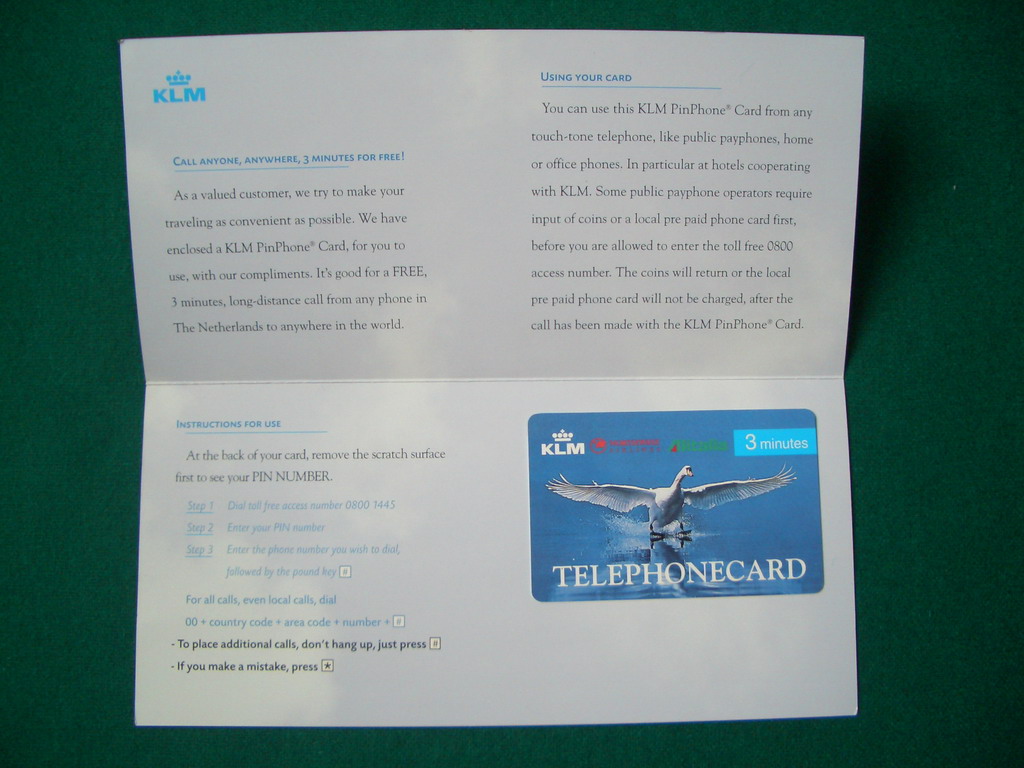 KLM
CALL ANYONE, ANYWHERE, 3 MINUTES FOR FREE!
As a valued customer, we try to make your
traveling as convenient as possible. We have
enclosed a KLM PinPhone® Card, for you to
use, with our compliments. It's good for a FREE,
3 minutes, long-distance call from any phone in
The Netherlands to anywhere in the world.
USING YOUR CARD
You can use this KLM PinPhone® Card from any
touch-tone telephone, like public payphones, home
or office phones. In particular at hotels cooperating
with KLM. Some public payphone operators require
input of coins or a local pre paid phone card first,
before you are allowed to enter the toll free 0800
access number. The coins will return or the local
pre paid phone card will not be charged, after the
call has been made with the KLM PinPhone® Card.
INSTRUCTIONS FOR USE
At the back of your card, remove the scratch surface
first to see your PIN NUMBER.
Step 1 Dial toll free access number 0800 1445
Step 2 Enter your PIN number
Step 3 Enter the phone number you wish to dial,
followed by the pound key #
For all calls, even local calls, dial
00 + country code + area code + number + #
- To place additional calls, don't hang up, just press #
- If you make a mistake, press *
KLM
3 minutes
TELEPHONECARD